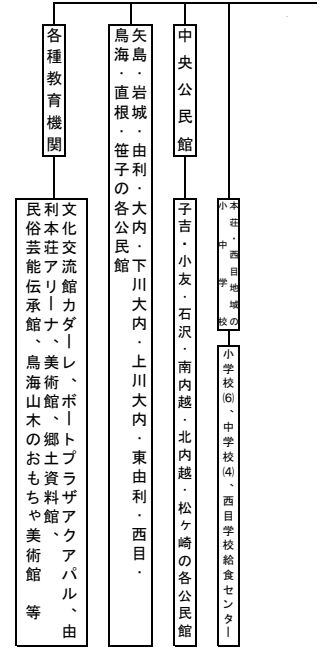 本荘・西目地域の
小中学校
小学校⑹、中学校⑷、西目学校給食センター
中央公民館
子吉・小友・石沢・南内越・北内越・松ヶ崎の各公民館
矢島・岩城・由利・大内・下川大内・上川大内・東由利・西目・
鳥海・直根・笹子の各公民館
各種教育機関
文化交流館カダーレ、ボートプラザアクアパル、由
利本荘アリーナ、美術館、郷土資料館、
民俗芸能伝承館、鳥海山木のおもちゃ美術館　等